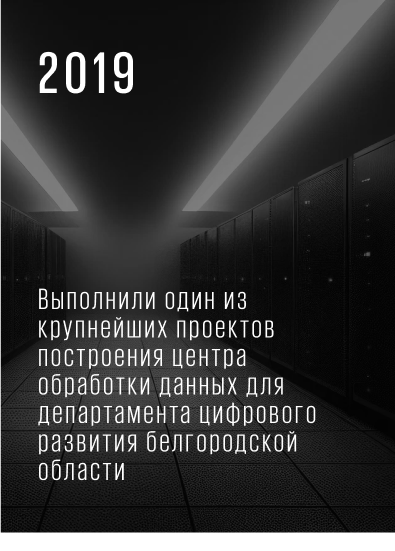 2019
Выполнили один из
крупнейших проектов
построения центра
обработки данных для
департамента цифрового
развития белгородской
области